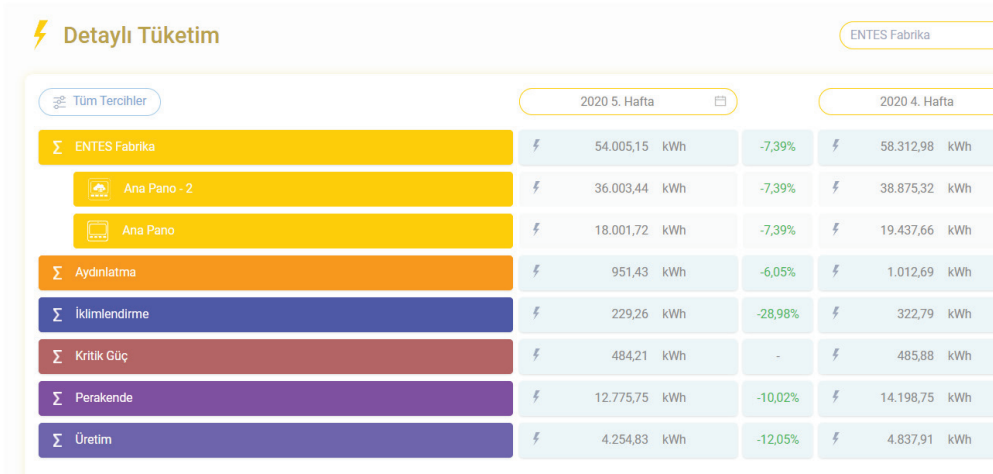 Detaylı Tüketim
ENTES Fabrika
Tüm Tercihler
2020 5. Hafta
2020 4. Hafta
Σ ENTES Fabrika 54.005,15 kWh -7,39% 58.312,98 kWh
Ana Pano - 2 36.003,44 kWh -7,39% 38.875,32 kWh
Ana Pano 18.001,72 kWh -7,39% 19.437,66 kWh
Σ Aydınlatma 951,43 kWh -6,05% 1.012,69 kWh
Σ İklimlendirme 229,26 kWh -28,98% 322,79 kWh
Σ Kritik Güç 484,21 kWh - 485,88 kWh
Σ Perakende 12.775,75 kWh -10,02% 14.198,75 kWh
Σ Üretim 4.254,83 kWh -12,05% 4.837,91 kWh